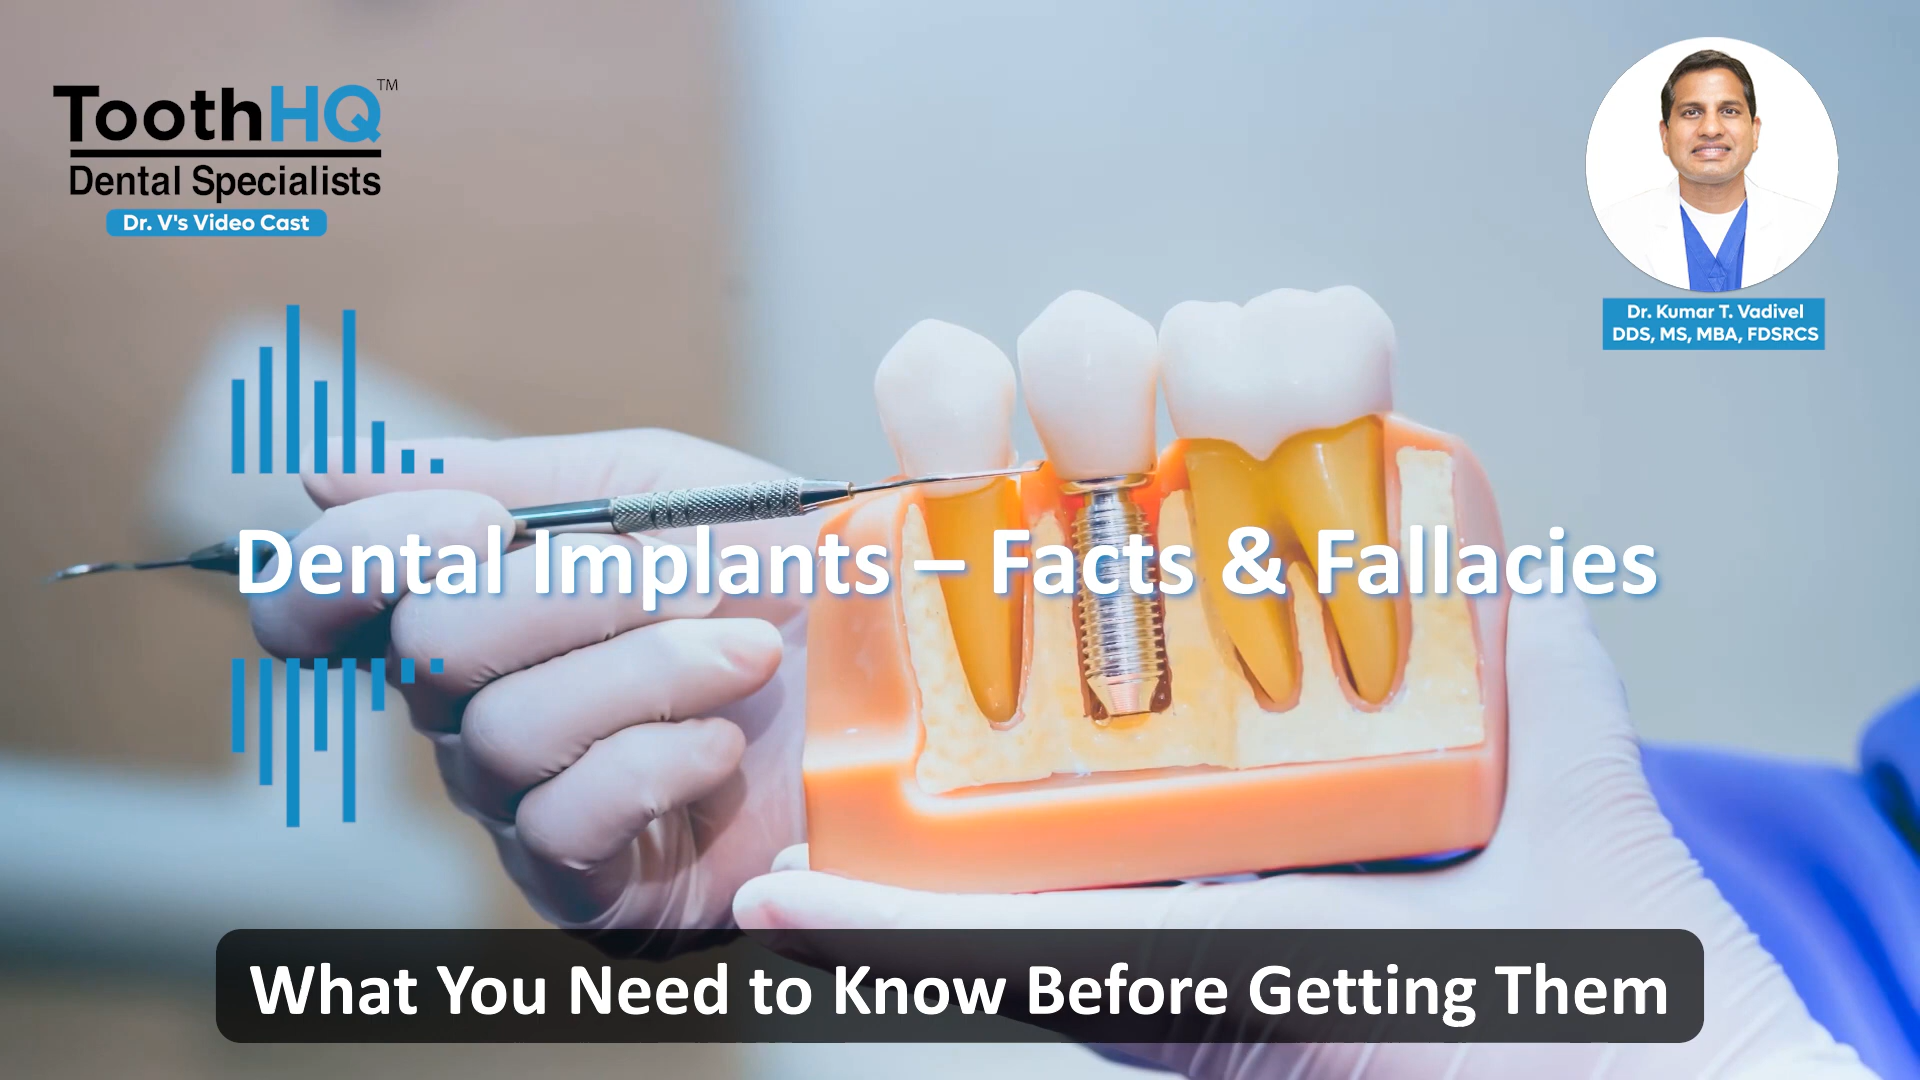 ToothHQ™
Dental Specialists
Dr. V's Video Cast
Dr. Kumar T. Vadivel
DDS, MS, MBA, FDSRCS
Dental Implants – Facts & Fallacies
What You Need to Know Before Getting Them